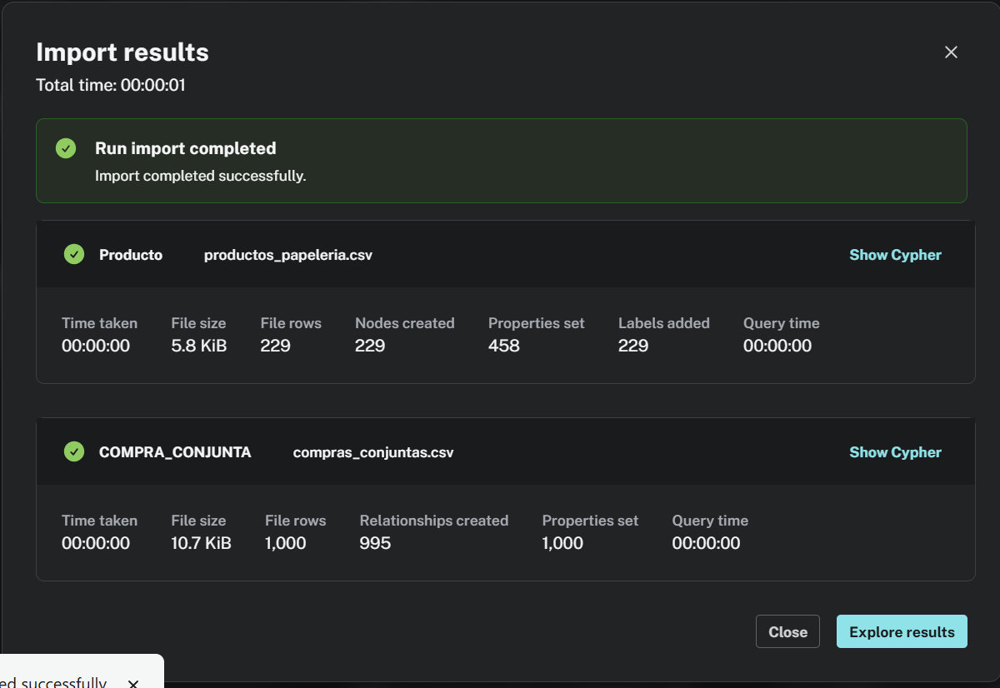 Import results
Total time: 00:00:01
Run import completed
Import completed successfully.
Producto productos_papeleria.csv Show Cypher
Time taken File size File rows Nodes created Properties set Labels added Query time
00:00:00 5.8 KiB 229 229 458 229 00:00:00
COMPRA_CONJUNTA compras_conjuntas.csv Show Cypher
Time taken File size File rows Relationships created Properties set Query time
00:00:00 10.7 KiB 1,000 995 1,000 00:00:00
Close Explore results
ed successfully